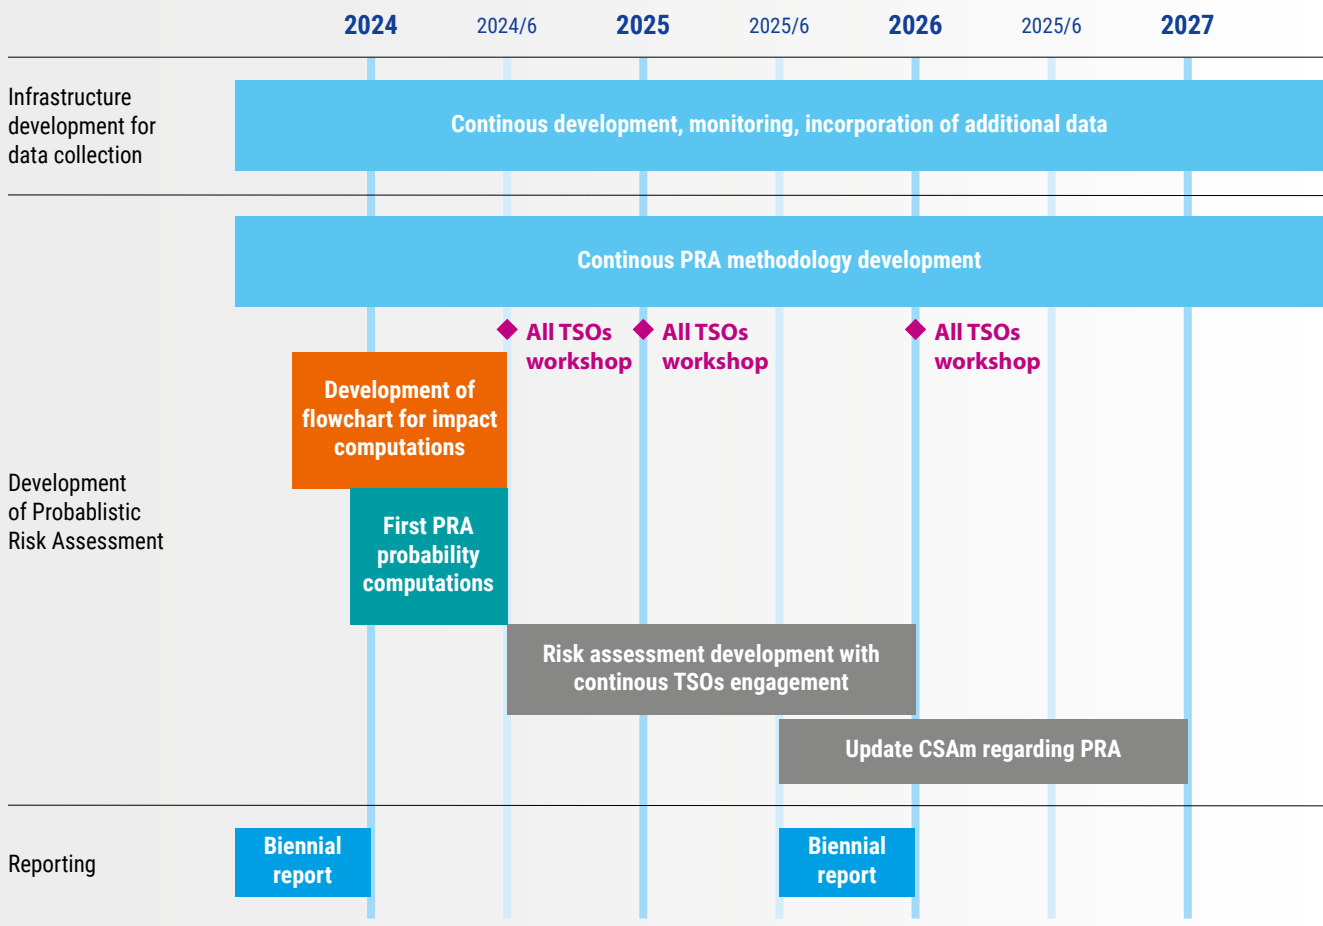 2024 2024/6 2025 2025/6 2026 2025/6 2027
Infrastructure
development for
data collection
Continous development, monitoring, incorporation of additional data
Continous PRA methodology development
All TSOs
workshop
All TSOs
workshop
All TSOs
workshop
Development of
flowchart for impact
computations
Development
of Probablistic
Risk Assessment
First PRA
probability
computations
Risk assessment development with
continous TSOs engagement
Update CSAm regarding PRA
Reporting
Biennial
report
Biennial
report